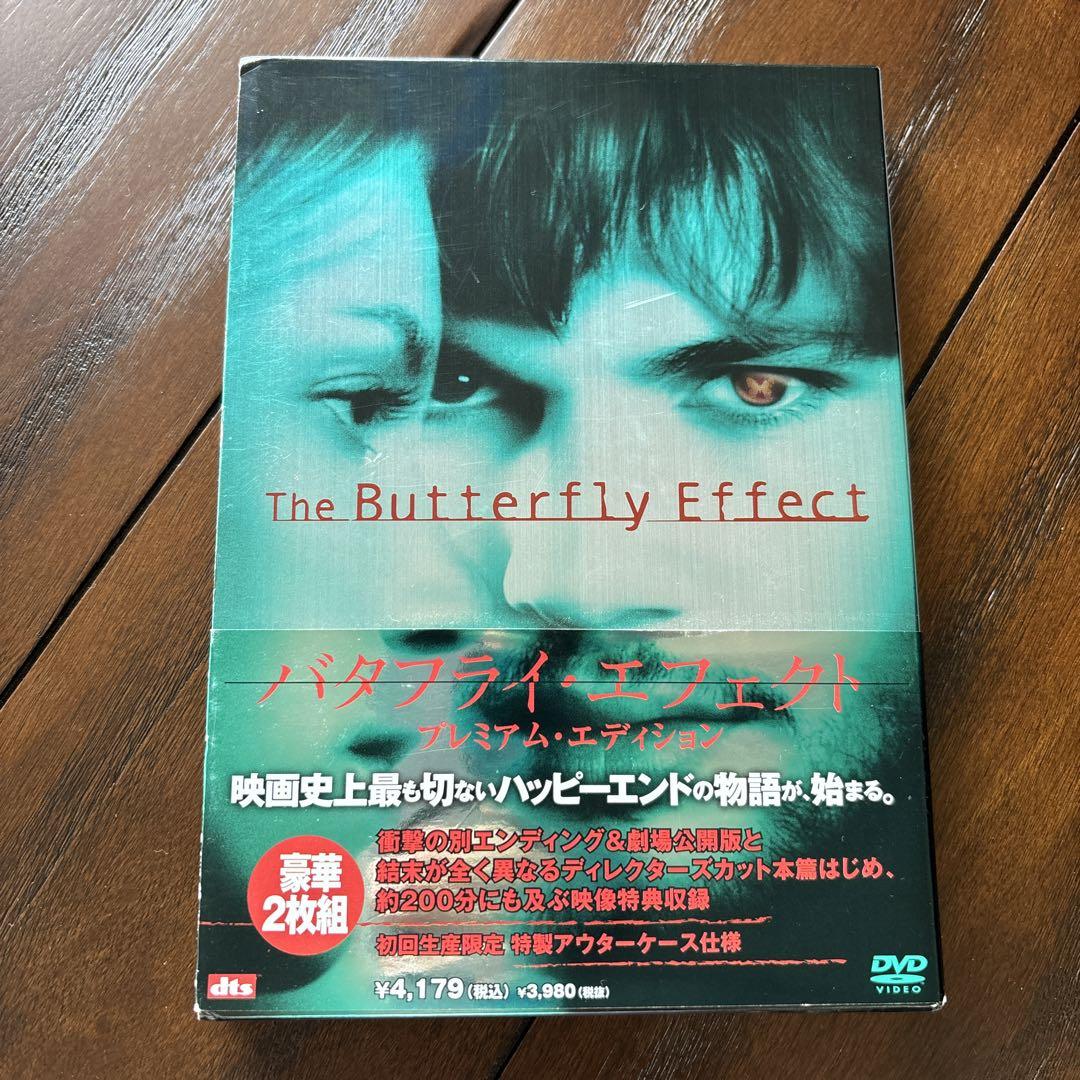 The Butterfly Effect
バタフライ・エフェクト
プレミアム・エディション
映画史上最も切ないハッピーエンドの物語が、始まる。
豪華
2枚組
衝撃の別エンディング&劇場公開版と
結末が全く異なるディレクターズカット本篇はじめ、
約200分にも及ぶ映像特典収録
初回生産限定 特製アウターケース仕様
¥4,179(税込) ¥3,980(税抜)
dts
DVD
VIDEO